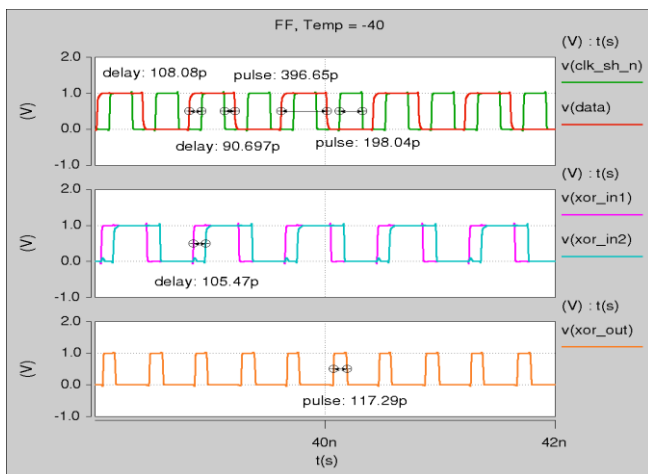 FF, Temp = -40
(V) : t(s)
v(clk_sh_n)
v(data)
2.0
1.0
0.0
-1.0
(V)
delay: 108.08p
pulse: 396.65p
delay: 90.697p
pulse: 198.04p
(V) : t(s)
v(xor_in1)
v(xor_in2)
2.0
1.0
0.0
-1.0
(V)
delay: 105.47p
(V) : t(s)
v(xor_out)
2.0
1.0
0.0
-1.0
(V)
pulse: 117.29p
40n
42n
t(s)